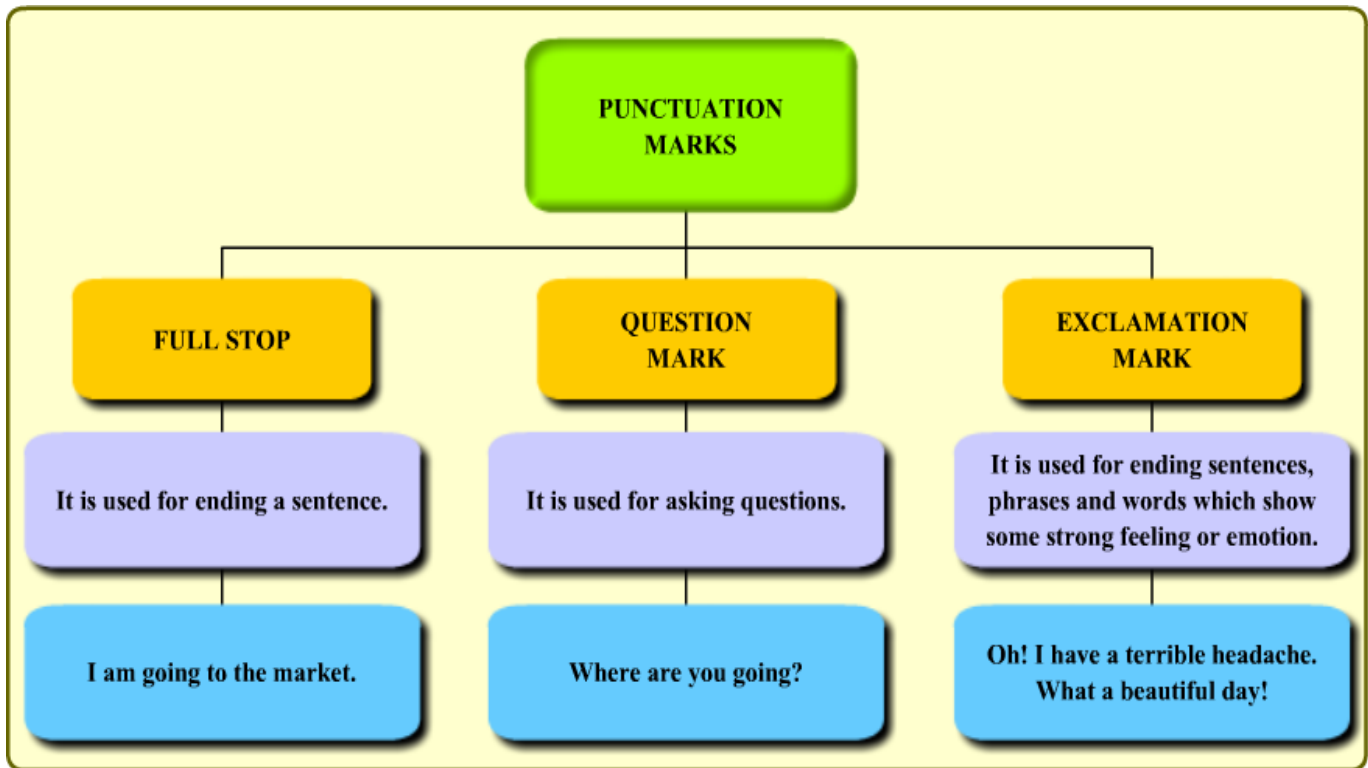 PUNCTUATION
MARKS
FULL STOP
QUESTION
MARK
EXCLAMATION
MARK
It is used for ending a sentence.
It is used for asking questions.
It is used for ending sentences,
phrases and words which show
some strong feeling or emotion.
I am going to the market.
Where are you going?
Oh! I have a terrible headache.
What a beautiful day!